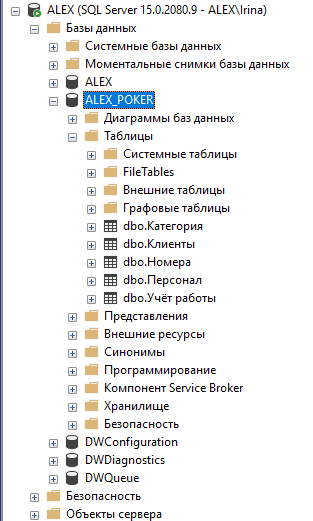 ALEX (SQL Server 15.0.2080.9 - ALEX\Irina)
Базы данных
Системные базы данных
Моментальные снимки базы данных
ALEX
ALEX_POKER
Диаграммы баз данных
Таблицы
Системные таблицы
FileTables
Внешние таблицы
Графовые таблицы
dbo.Категория
dbo.Клиенты
dbo.Номера
dbo.Персонал
dbo.Учёт работы
Представления
Внешние ресурсы
Синонимы
Программирование
Компонент Service Broker
Хранилище
Безопасность
DWConfiguration
DWDiagnostics
DWQueue
Безопасность
Объекты сервера